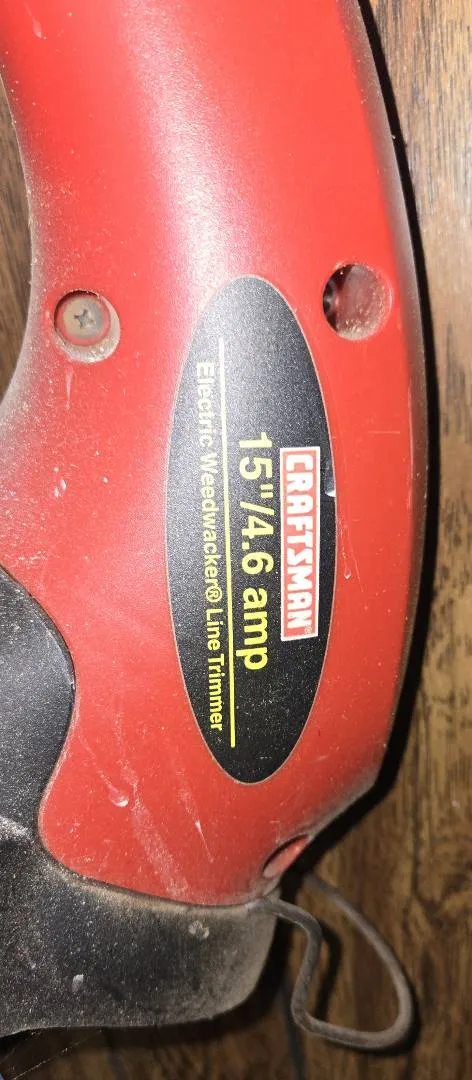 CRAFTSMAN®
15"/4.6 amp
Electric Weedwacker® Line Trimmer